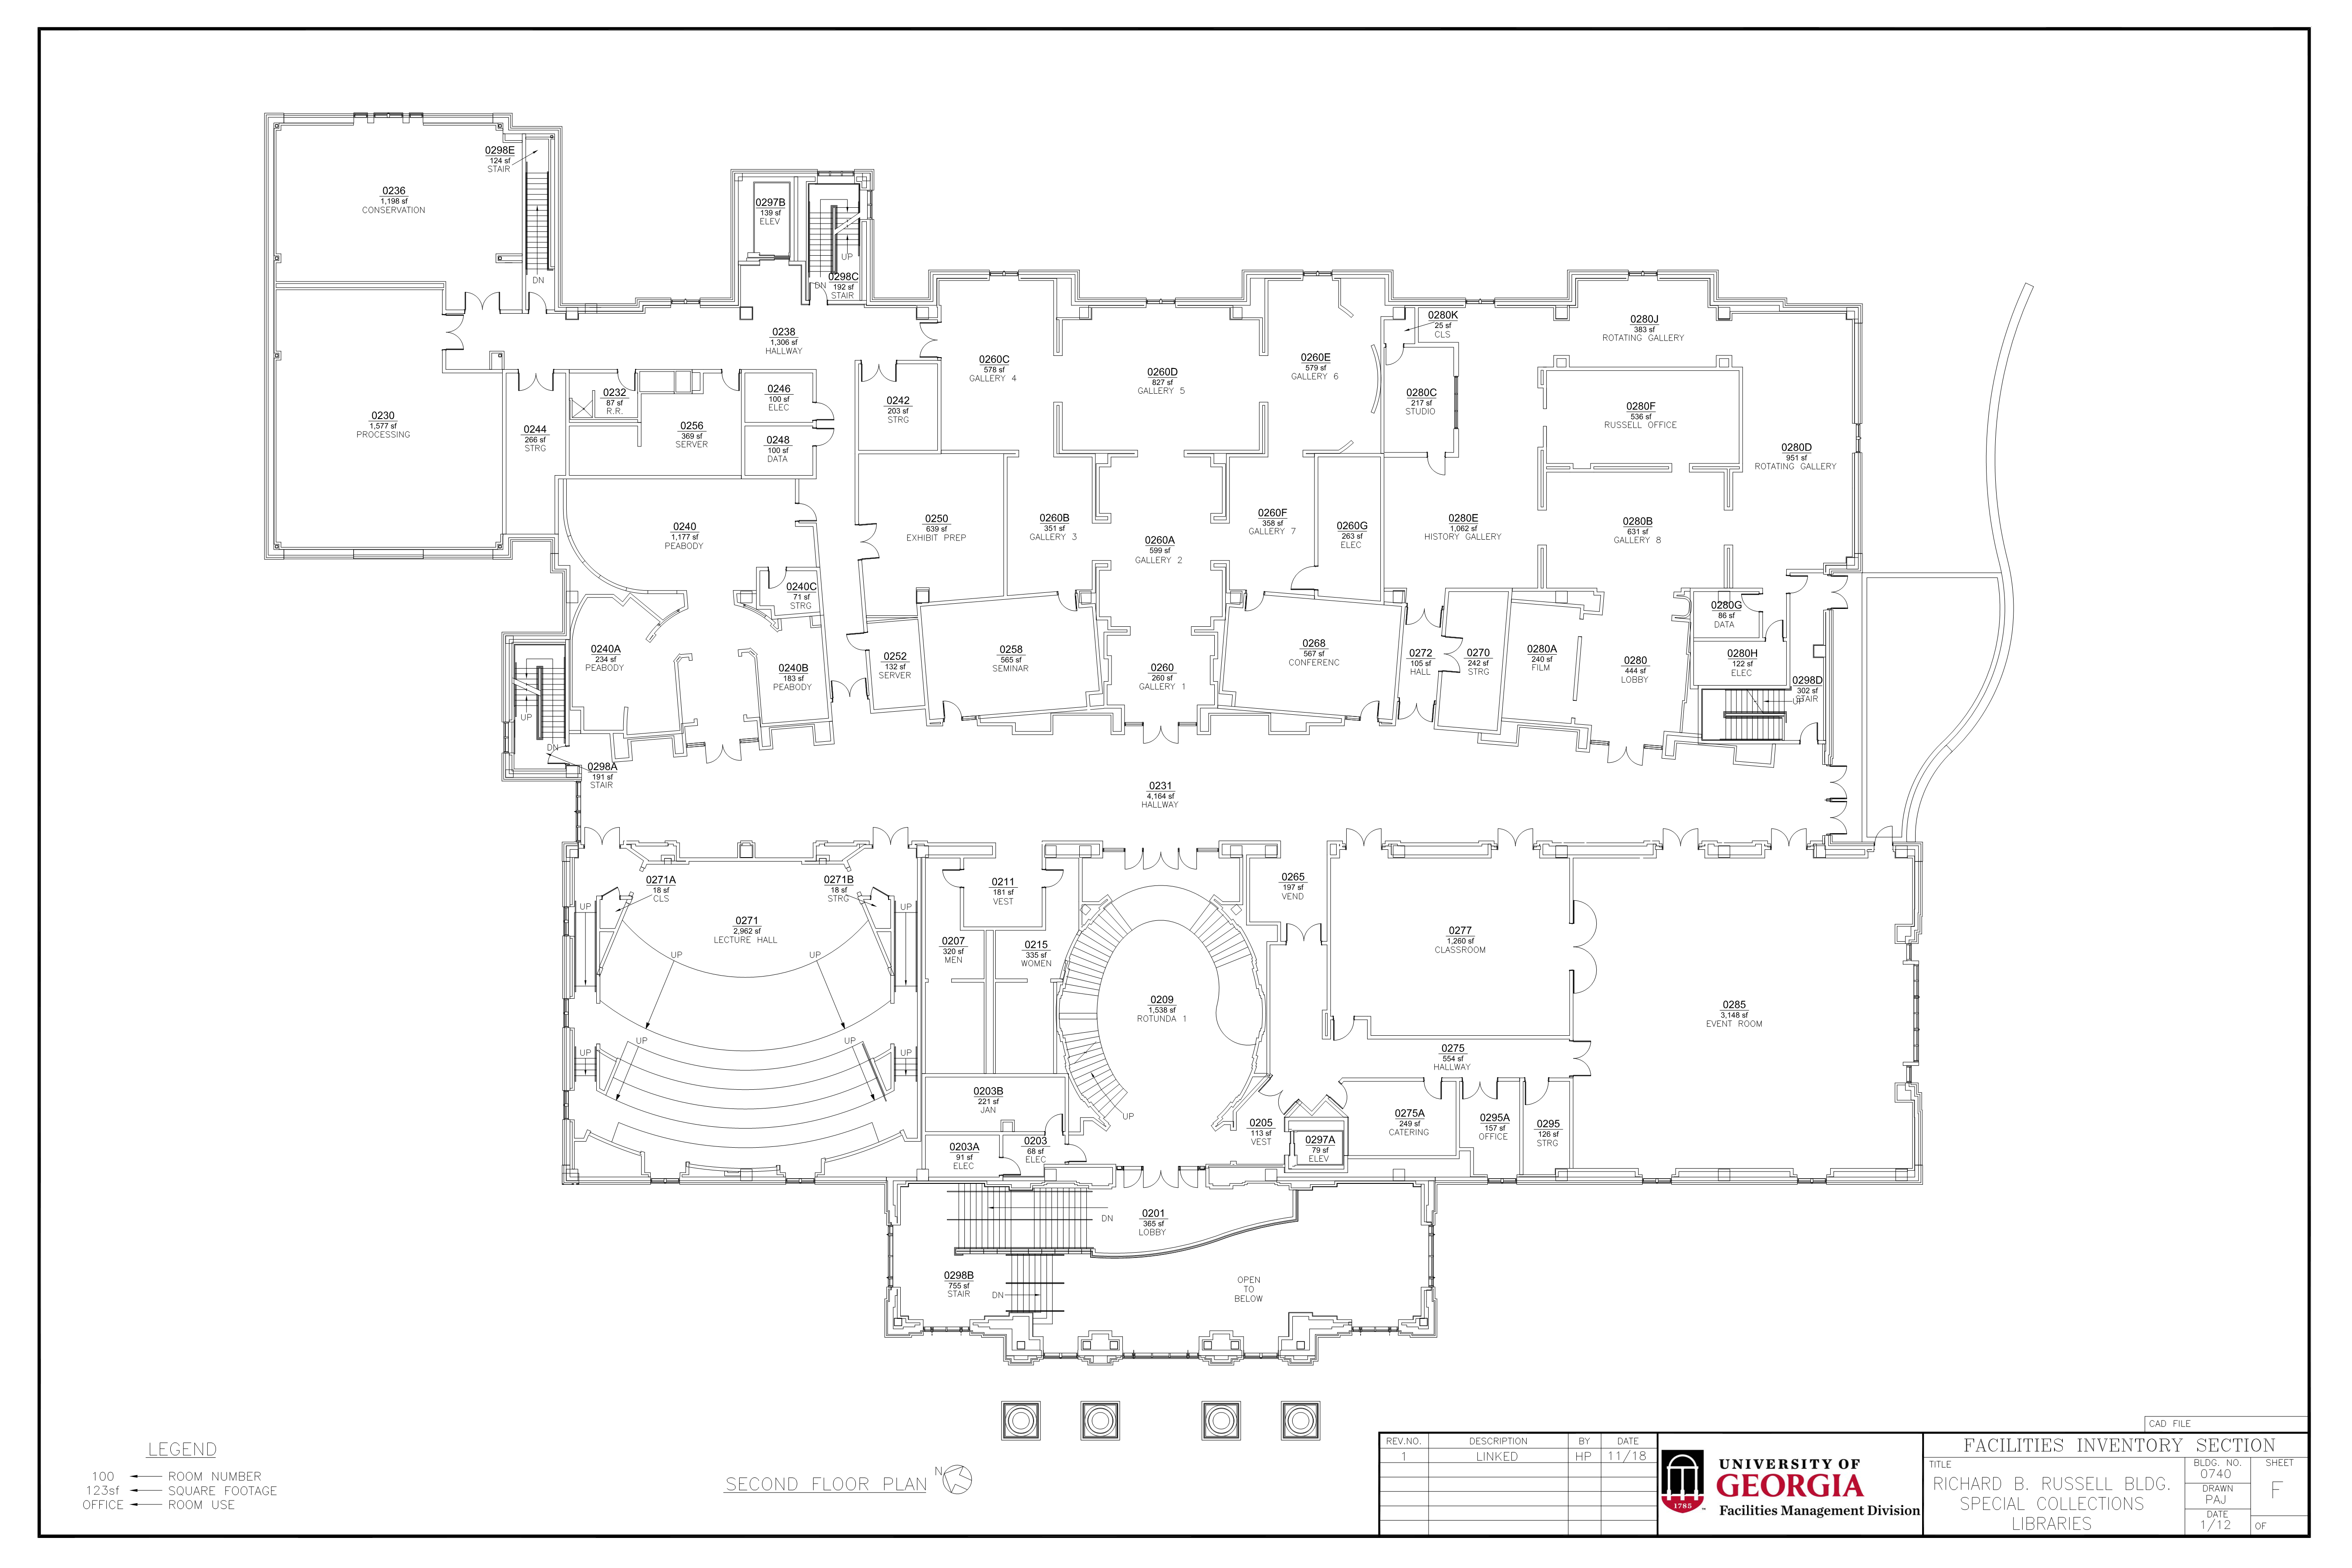 0298E
124 sf
STAIR
0236
1,198 sf
CONSERVATION
DN
0297B
139 sf
ELEV
UP
0298C
DN
192 sf
STAIR
0238
1,306 sf
HALLWAY
0260C
578 sf
GALLERY 4
0260D
827 sf
GALLERY 5
0260E
579 sf
GALLERY 6
0280K
25 sf
CLS
0280J
383 sf
ROTATING GALLERY
0280C
217 sf
STUDIO
0280F
536 sf
RUSSELL OFFICE
0280D
951 sf
ROTATING GALLERY
0230
1,577 sf
PROCESSING
0244
266 sf
STRG
0232
87 sf
R.R.
0256
369 sf
SERVER
0246
100 sf
ELEC
0248
100 sf
DATA
0242
203 sf
STRG
0240
1,177 sf
PEABODY
0250
639 sf
EXHIBIT PREP
0260B
351 sf
GALLERY 3
0260A
599 sf
GALLERY 2
0260F
358 sf
GALLERY 7
0260G
263 sf
ELEC
0280E
1,062 sf
HISTORY GALLERY
0280B
631 sf
GALLERY 8
0240C
71 sf
STRG
0240A
234 sf
PEABODY
0240B
183 sf
PEABODY
0252
132 sf
SERVER
0258
565 sf
SEMINAR
0260
260 sf
GALLERY 1
0268
567 sf
CONFERENC
0272
105 sf
HALL
0270
242 sf
STRG
0280A
240 sf
FILM
0280
444 sf
LOBBY
0280G
86 sf
DATA
0280H
122 sf
ELEC
0298D
302 sf
STAIR
UP
UP
DN
0298A
191 sf
STAIR
0231
4,164 sf
HALLWAY
0271A
18 sf
CLS
0271B
18 sf
STRG
UP
UP
0271
2,962 sf
LECTURE HALL
UP
UP
UP
UP
UP
UP
0211
181 sf
VEST
0207
320 sf
MEN
0215
335 sf
WOMEN
0209
1,538 sf
ROTUNDA 1
UP
0265
197 sf
VEND
0277
1,260 sf
CLASSROOM
0285
3,148 sf
EVENT ROOM
0275
554 sf
HALLWAY
0203B
221 sf
JAN
0203A
91 sf
ELEC
0203
68 sf
ELEC
0205
113 sf
VEST
0297A
79 sf
ELEV
0275A
249 sf
CATERING
0295A
157 sf
OFFICE
0295
126 sf
STRG
0201
365 sf
LOBBY
DN
0298B
755 sf
STAIR
DN
OPEN
TO
BELOW
LEGEND
100 ROOM NUMBER
123sf SQUARE FOOTAGE
OFFICE ROOM USE
SECOND FLOOR PLAN
N
CAD FILE
REV.NO. DESCRIPTION BY DATE
1 LINKED HP 11/18
1785
UNIVERSITY OF
GEORGIA
Facilities Management Division
FACILITIES INVENTORY SECTION
TITLE
RICHARD B. RUSSELL BLDG.
SPECIAL COLLECTIONS
LIBRARIES
BLDG. NO.
0740
DRAWN
PAJ
DATE
1/12
SHEET
F
OF